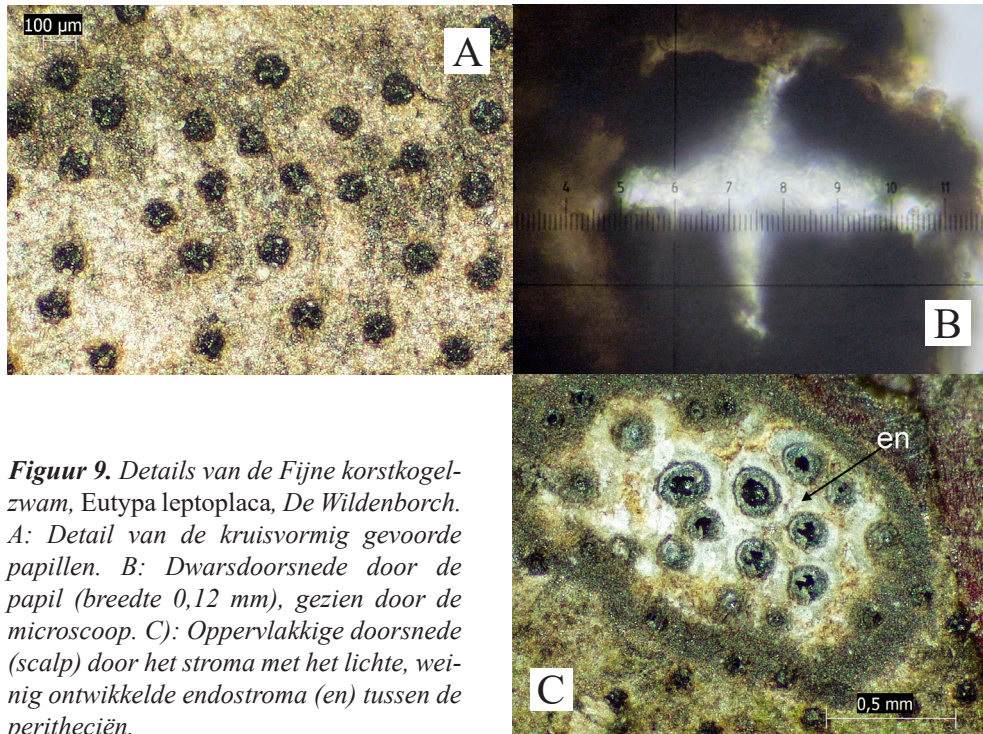 100 µm
A
4 5 6 7 8 9 10 11
B
Figuur 9. Details van de Fijne korstkogel-
zwam, Eutypa leptoplaca, De Wildenborch.
A: Detail van de kruisvormig gevoorde
papillen. B: Dwarsdoorsnede door de
papil (breedte 0,12 mm), gezien door de
microscoop. C): Oppervlakkige doorsnede
(scalp) door het stroma met het lichte, wei-
nig ontwikkelde endostroma (en) tussen de
peritheciën.
en
C
0,5 mm